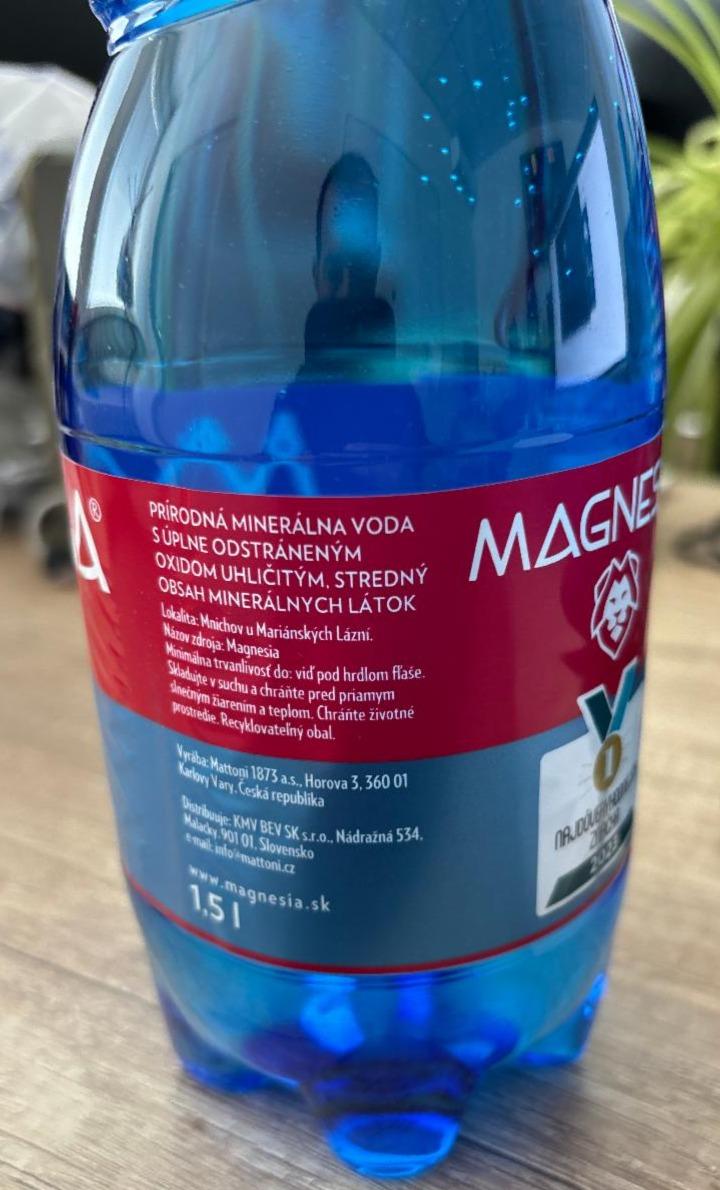 A®
PRÍRODNÁ MINERÁLNA VODA
S ÚPLNE ODSTRÁNENÝM
OXIDOM UHLIČITÝM, STREDNÝ
OBSAH MINERÁLNYCH LÁTOK
Lokalita: Mnichov u Mariánských Lázní.
Názov zdroja: Magnesia
Minimálna trvanlivosť do: viď pod hrdlom fľaše.
Skladujte v suchu a chráňte pred priamym
slnečným žiarením a teplom. Chráňte životné
prostredie. Recyklovateľný obal.
Vyrába: Mattoni 1873 a.s., Horova 3, 360 01
Karlovy Vary, Česká republika
Distribuuje: KMV BEV SK s.r.o., Nádražná 534,
Malacky, 901 01, Slovensko
e-mail: info@mattoni.cz
www.magnesia.sk
1,5 l
MAGNES
1